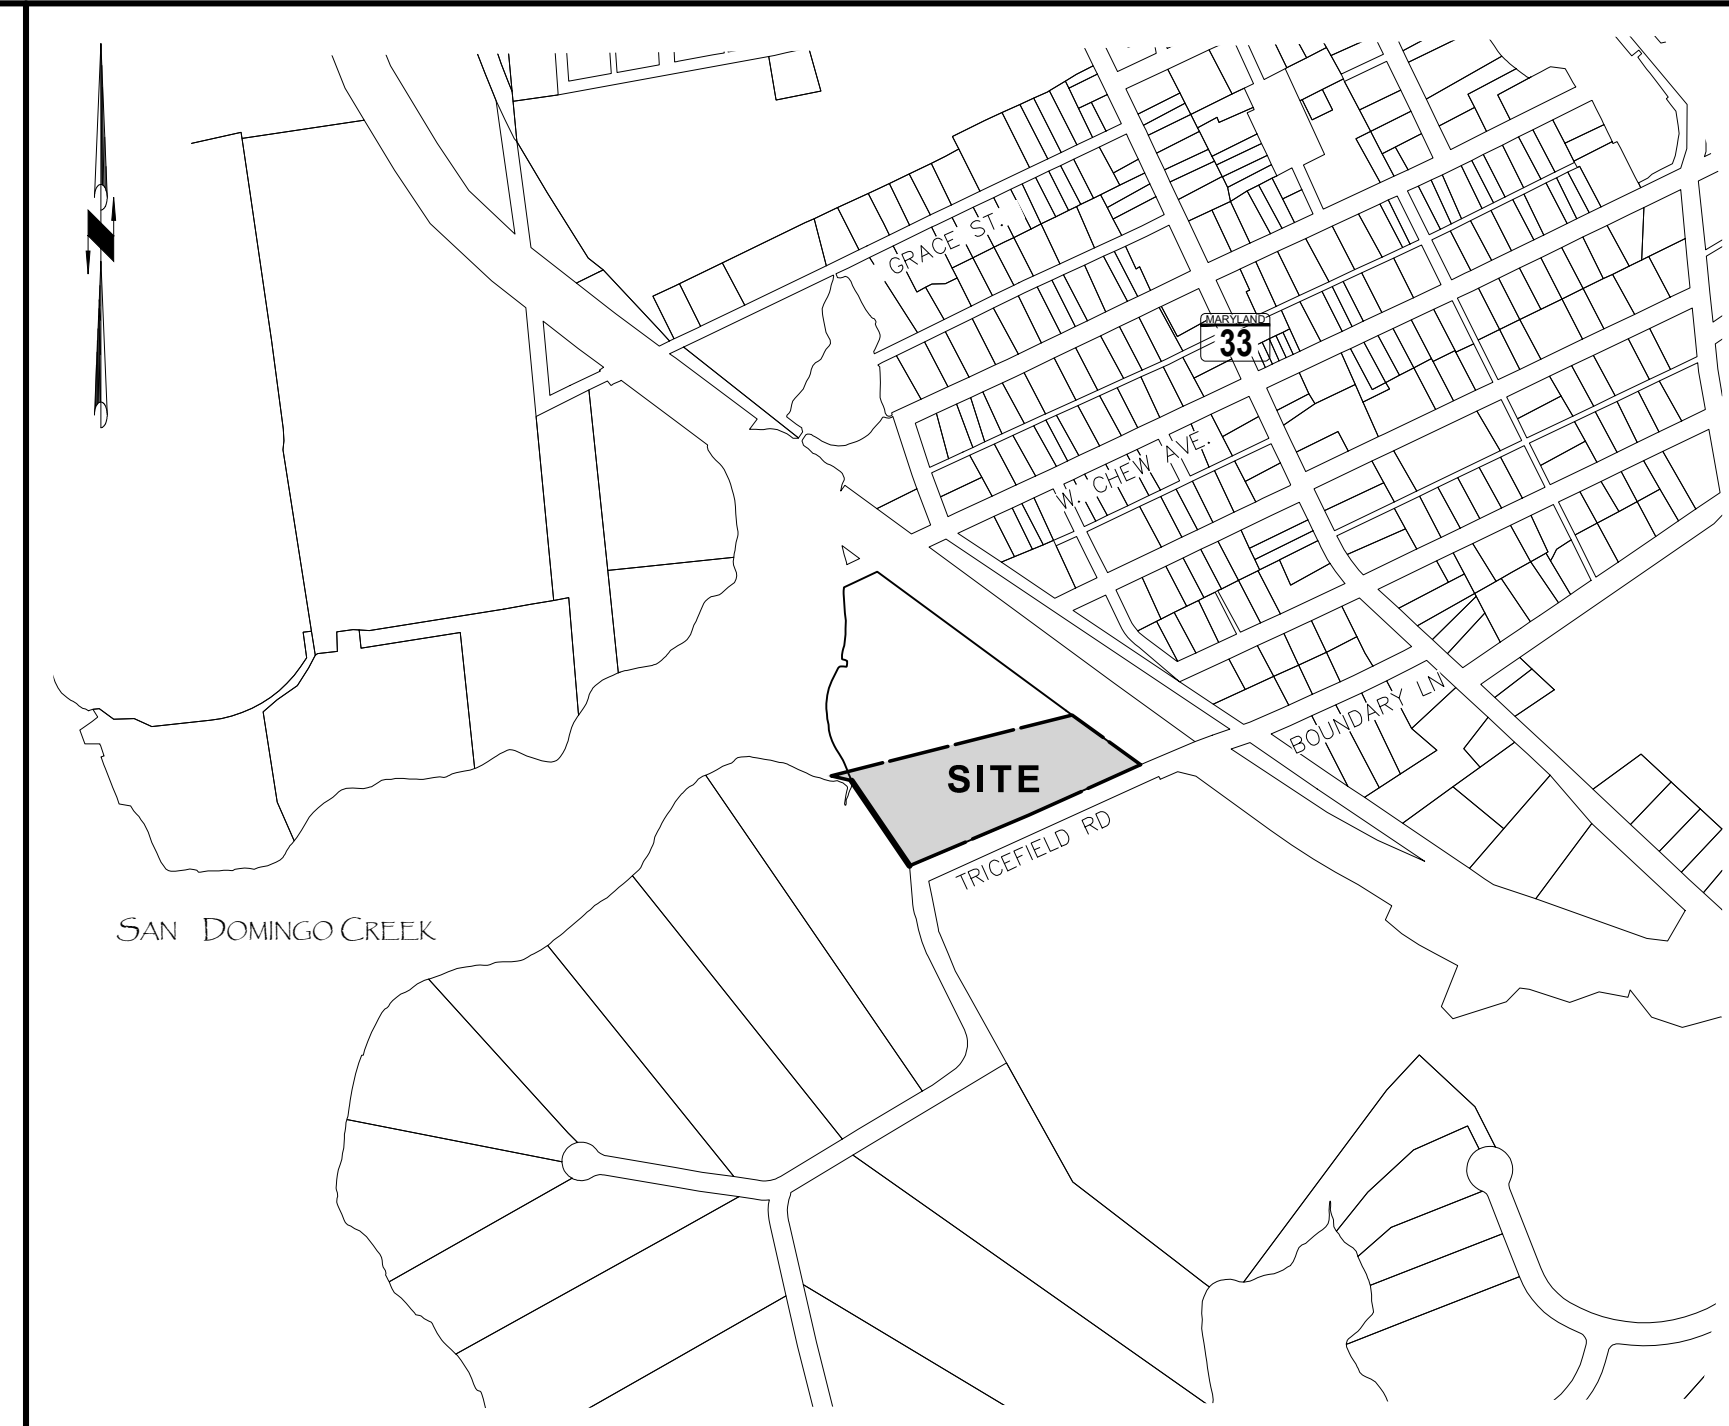 GRACE ST.
MARYLAND
33
W. CHEW AVE.
BOUNDARY LN
SITE
TRICEFIELD RD
SAN DOMINGO CREEK